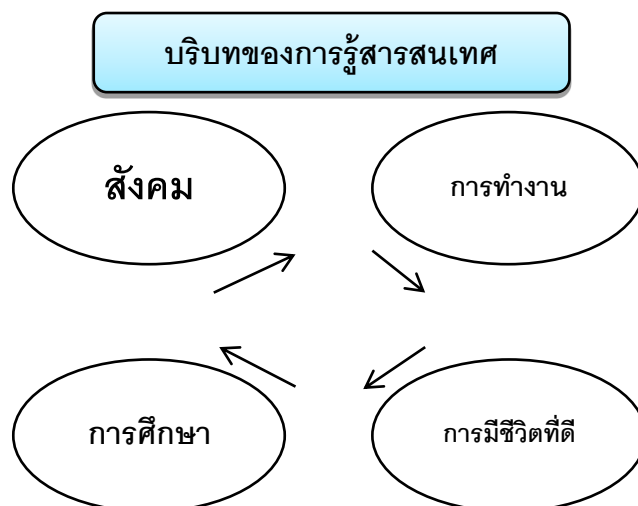 บริบทของการรู้สารสนเทศ
สังคม
การทำงาน
การศึกษา
การมีชีวิตที่ดี